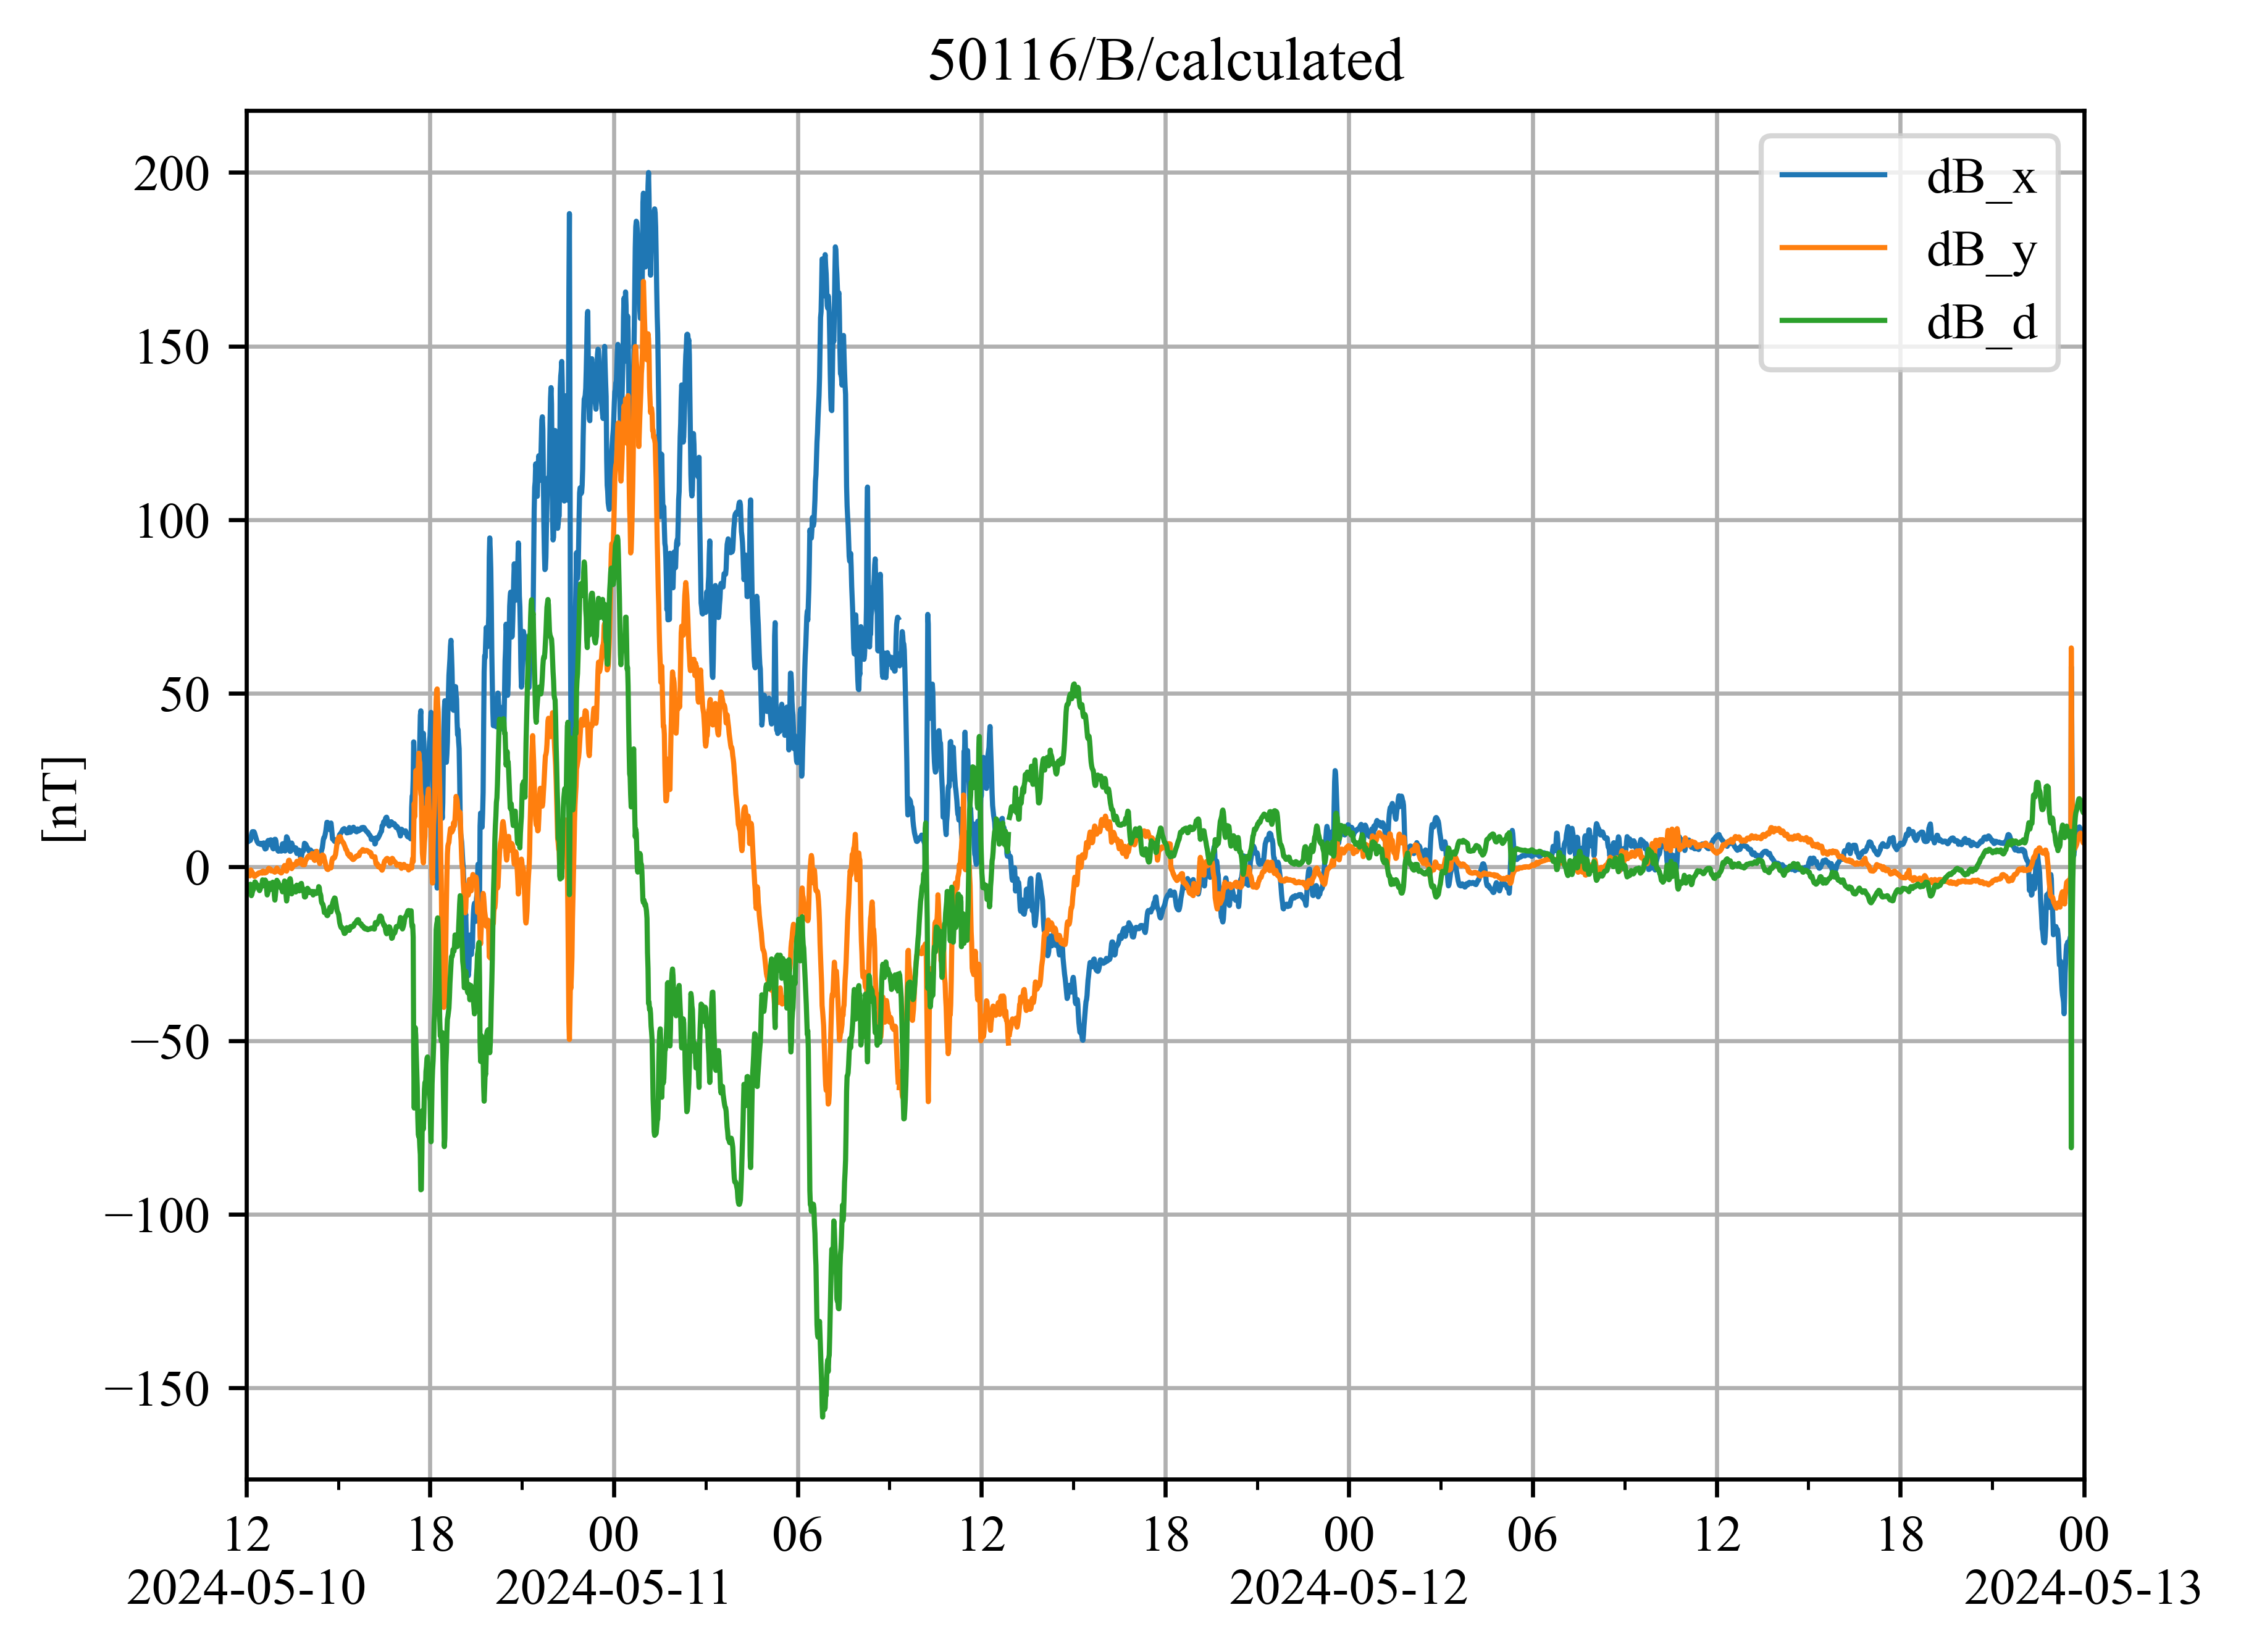 50116/B/calculated
dB_x
dB_y
dB_d
[nT]
200
150
100
50
0
−50
−100
−150
12 18 00 06 12 18 00 06 12 18 00
2024-05-10 2024-05-11 2024-05-12 2024-05-13